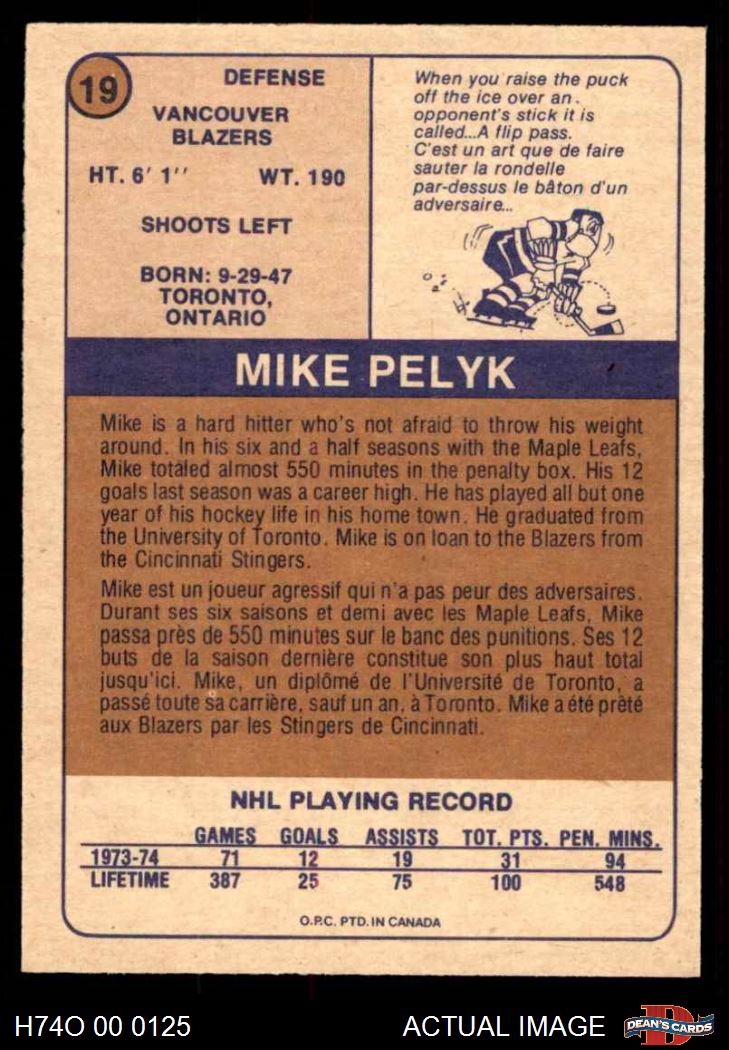 19
DEFENSE
VANCOUVER
BLAZERS
HT. 6' 1'' WT. 190
SHOOTS LEFT
BORN: 9-29-47
TORONTO,
ONTARIO
When you raise the puck
off the ice over an
opponent's stick it is
called...A flip pass.
C'est un art que de faire
sauter la rondelle
par-dessus le bâton d'un
adversaire...
MIKE PELYK
Mike is a hard hitter who's not afraid to throw his weight
around. In his six and a half seasons with the Maple Leafs,
Mike totaled almost 550 minutes in the penalty box. His 12
goals last season was a career high. He has played all but one
year of his hockey life in his home town. He graduated from
the University of Toronto. Mike is on loan to the Blazers from
the Cincinnati Stingers.
Mike est un joueur agressif qui n'a pas peur des adversaires.
Durant ses six saisons et demi avec les Maple Leafs, Mike
passa près de 550 minutes sur le banc des punitions. Ses 12
buts de la saison dernière constitue son plus haut total
jusqu'ici. Mike, un diplômé de l'Université de Toronto, a
passé toute sa carrière, sauf un an, à Toronto. Mike a été prêté
aux Blazers par les Stingers de Cincinnati.
NHL PLAYING RECORD
GAMES GOALS ASSISTS TOT. PTS. PEN. MINS.
1973-74 71 12 19 31 94
LIFETIME 387 25 75 100 548
O.P.C. PTD. IN CANADA
H74O 00 0125 ACTUAL IMAGE DEAN'S CARDS